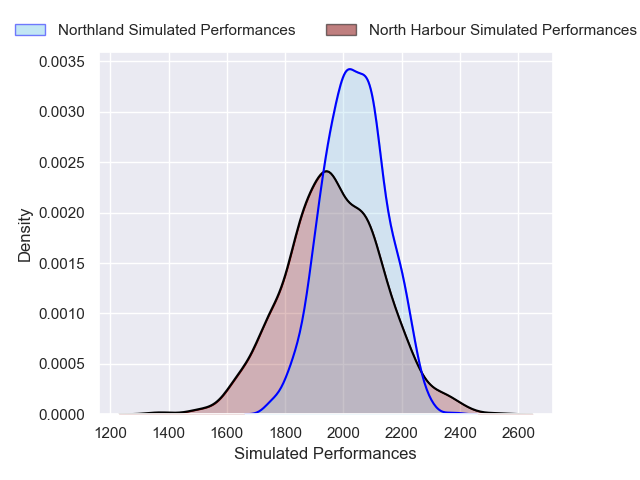 Northland Simulated Performances
North Harbour Simulated Performances
0.0035
0.0030
0.0025
0.0020
0.0015
0.0010
0.0005
0.0000
Density
1200 1400 1600 1800 2000 2200 2400 2600
Simulated Performances